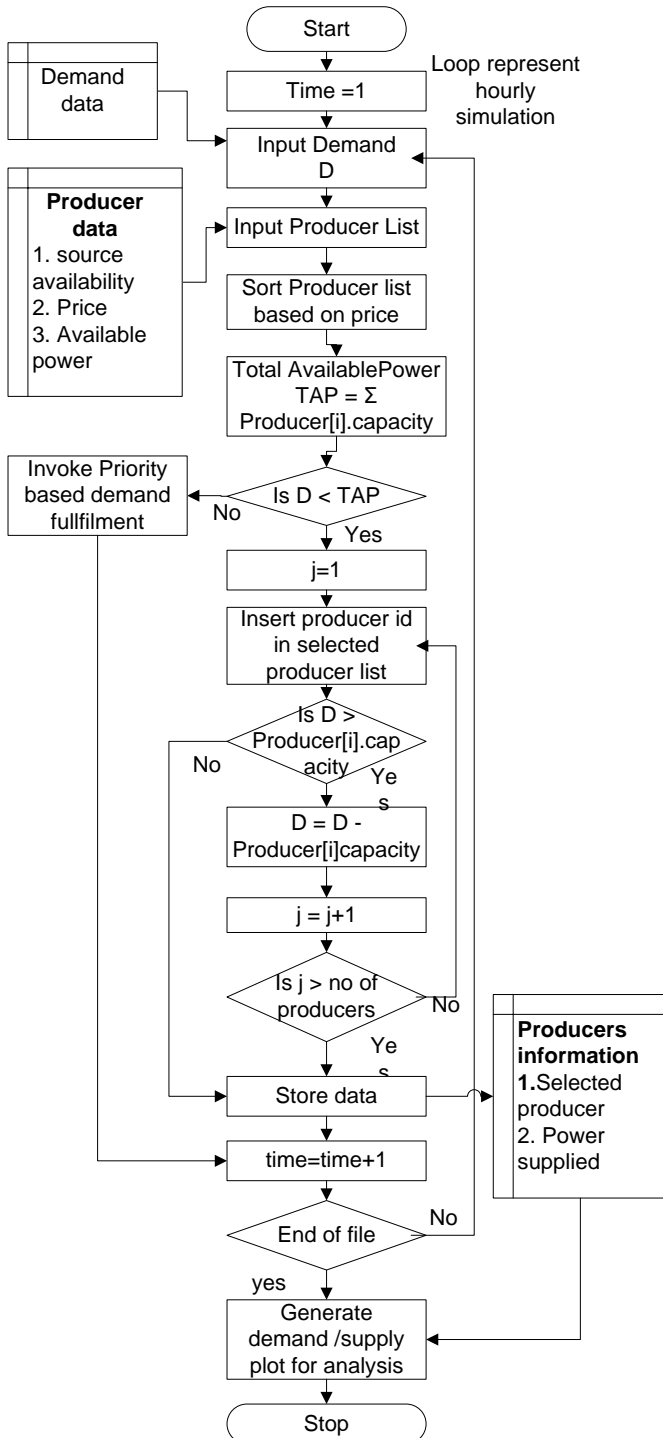 Start
Loop represent
hourly
simulation
Time =1
Demand
data
Input Demand
D
Producer
data
1. source
availability
2. Price
3. Available
power
Input Producer List
Sort Producer list
based on price
Total AvailablePower
TAP = Σ
Producer[i].capacity
Invoke Priority
based demand
fullfilment
Is D < TAP
No
Yes
j=1
Insert producer id
in selected
producer list
Is D >
Producer[i].cap
acity
No
Ye
s
D = D -
Producer[i]capacity
j = j+1
Is j > no of
producers
No
Ye
s
Store data
Producers
information
1.Selected
producer
2. Power
supplied
time=time+1
End of file
No
yes
Generate
demand /supply
plot for analysis
Stop